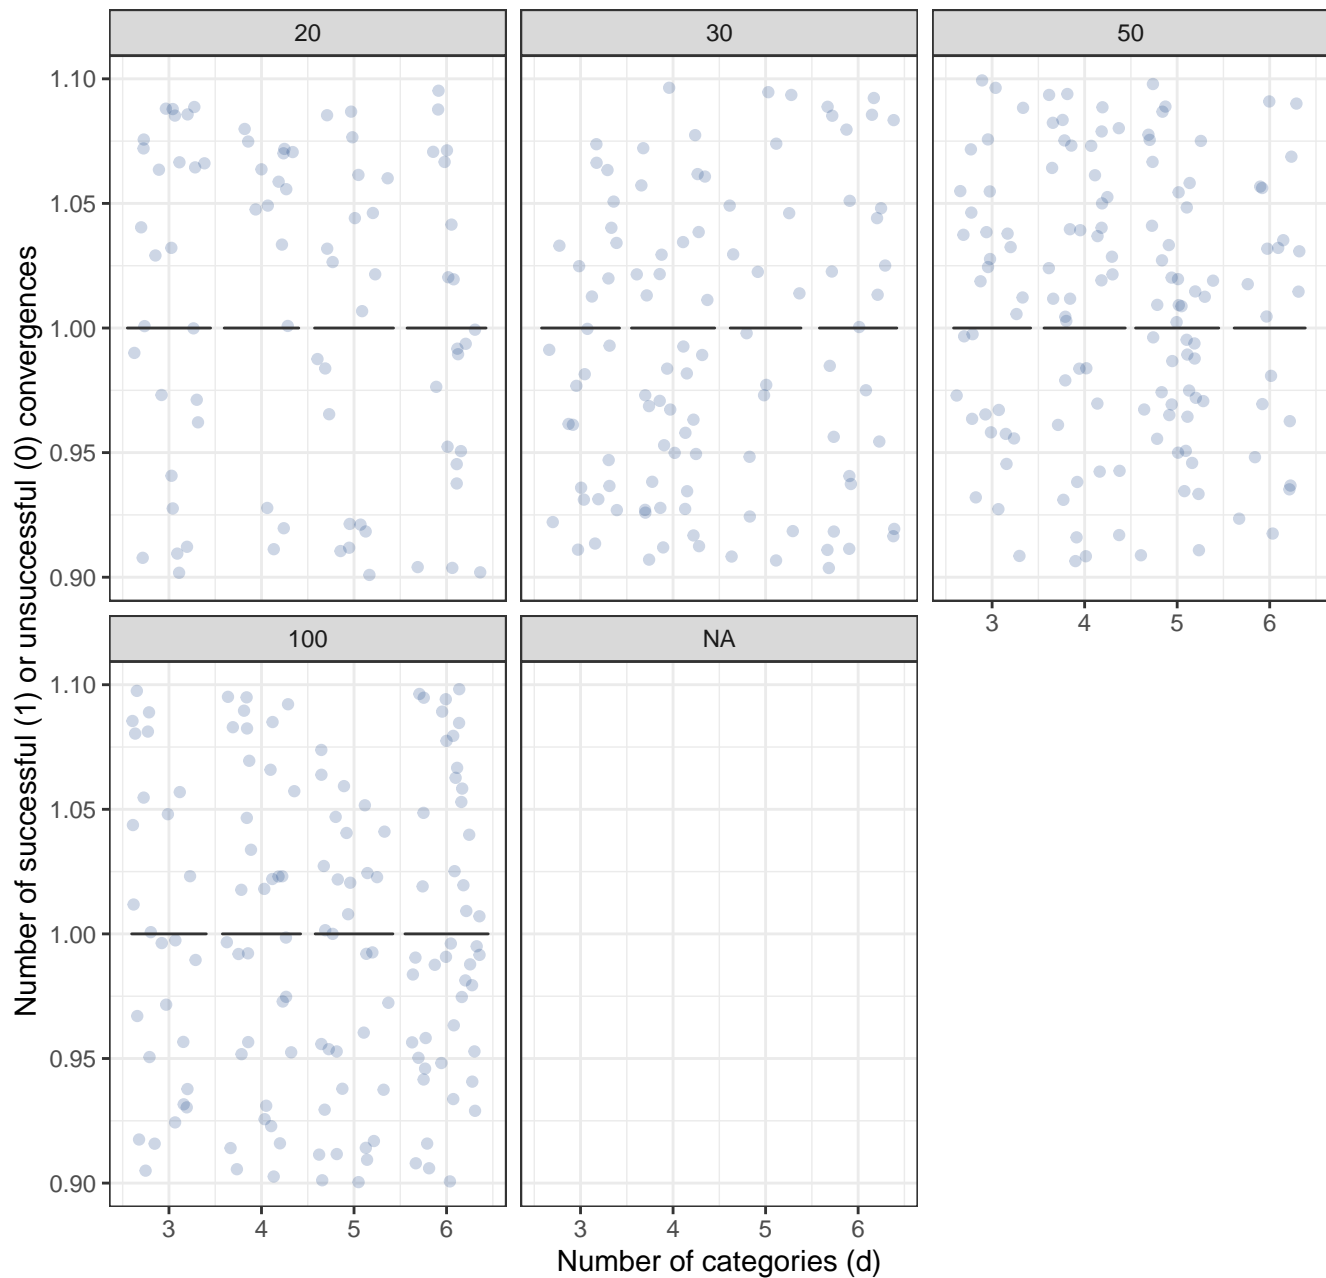 20
30
50
1.10
1.05
1.00
0.95
0.90
3 4 5 6
100
NA
1.10
1.05
1.00
0.95
0.90
3 4 5 6
3 4 5 6
Number of categories (d)
Number of successful (1) or unsuccessful (0) convergences